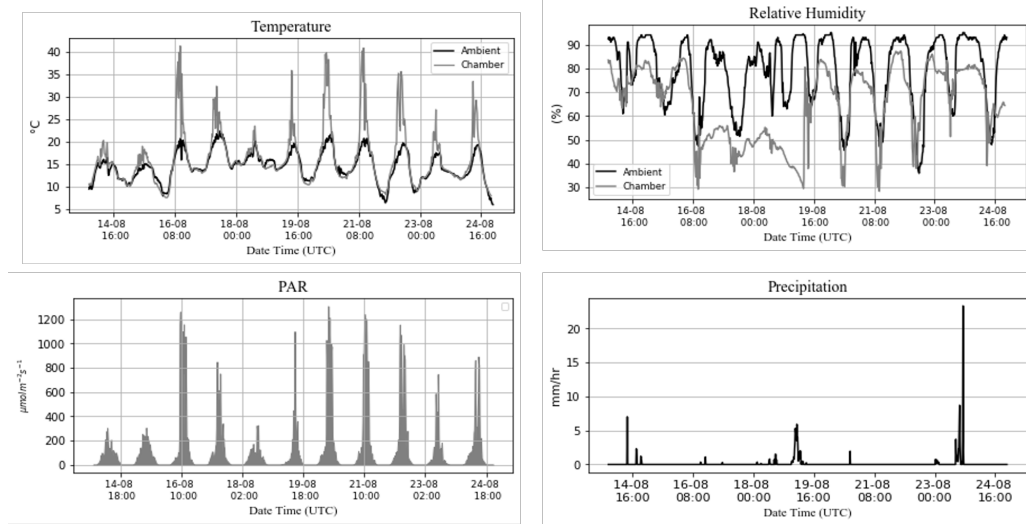 Temperature
°C
40
35
30
25
20
15
10
5
Ambient
Chamber
14-08 16-08 18-08 19-08 21-08 23-08 24-08
16:00 08:00 00:00 16:00 08:00 00:00 16:00
Date Time (UTC)
Relative Humidity
(%)
90
80
70
60
50
40
30
Ambient
Chamber
14-08 16-08 18-08 19-08 21-08 23-08 24-08
16:00 08:00 00:00 16:00 08:00 00:00 16:00
Date Time (UTC)
PAR
μmolm⁻²s⁻¹
1200
1000
800
600
400
200
0
14-08 16-08 18-08 19-08 21-08 23-08 24-08
18:00 10:00 02:00 18:00 10:00 02:00 18:00
Date Time (UTC)
Precipitation
mm/hr
20
15
10
5
0
14-08 16-08 18-08 19-08 21-08 23-08 24-08
16:00 08:00 00:00 16:00 08:00 00:00 16:00
Date Time (UTC)